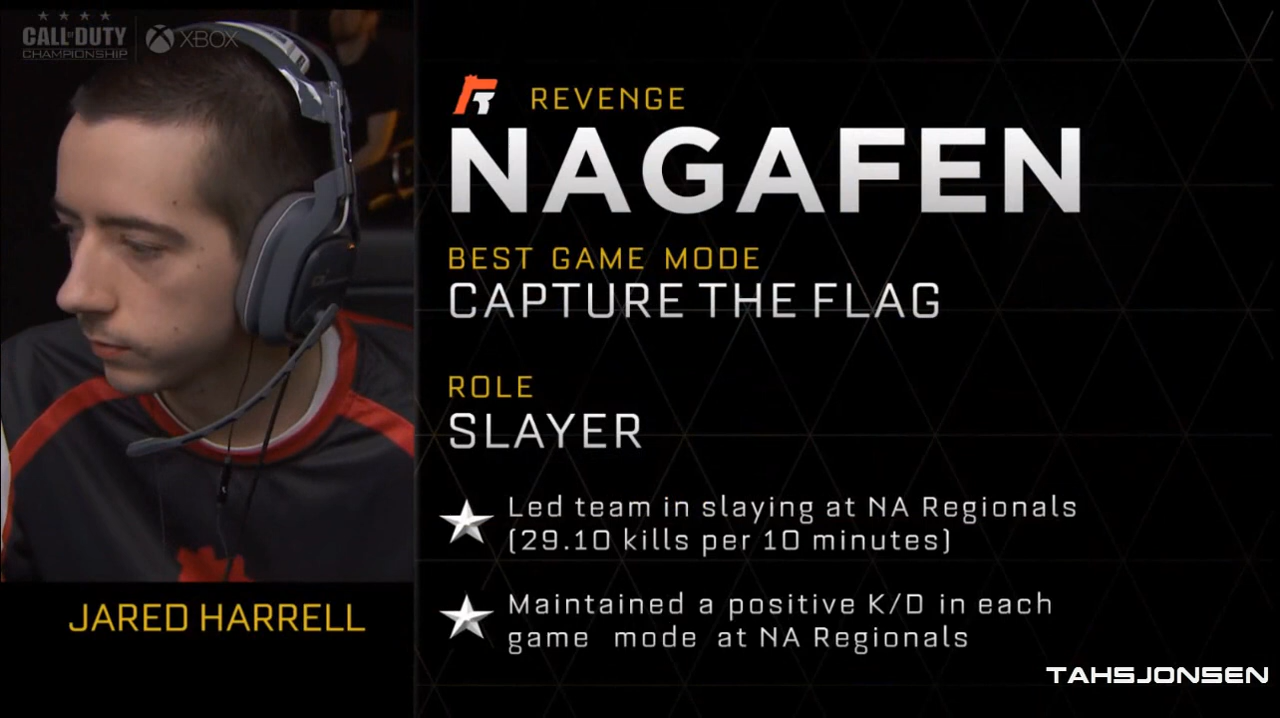 CALL OF DUTY
CHAMPIONSHIP
XBOX
REVENGE
NAGAFEN
BEST GAME MODE
CAPTURE THE FLAG
ROLE
SLAYER
Led team in slaying at NA Regionals
(29.10 kills per 10 minutes)
Maintained a positive K/D in each
game mode at NA Regionals
JARED HARRELL
TAHSJONSEN